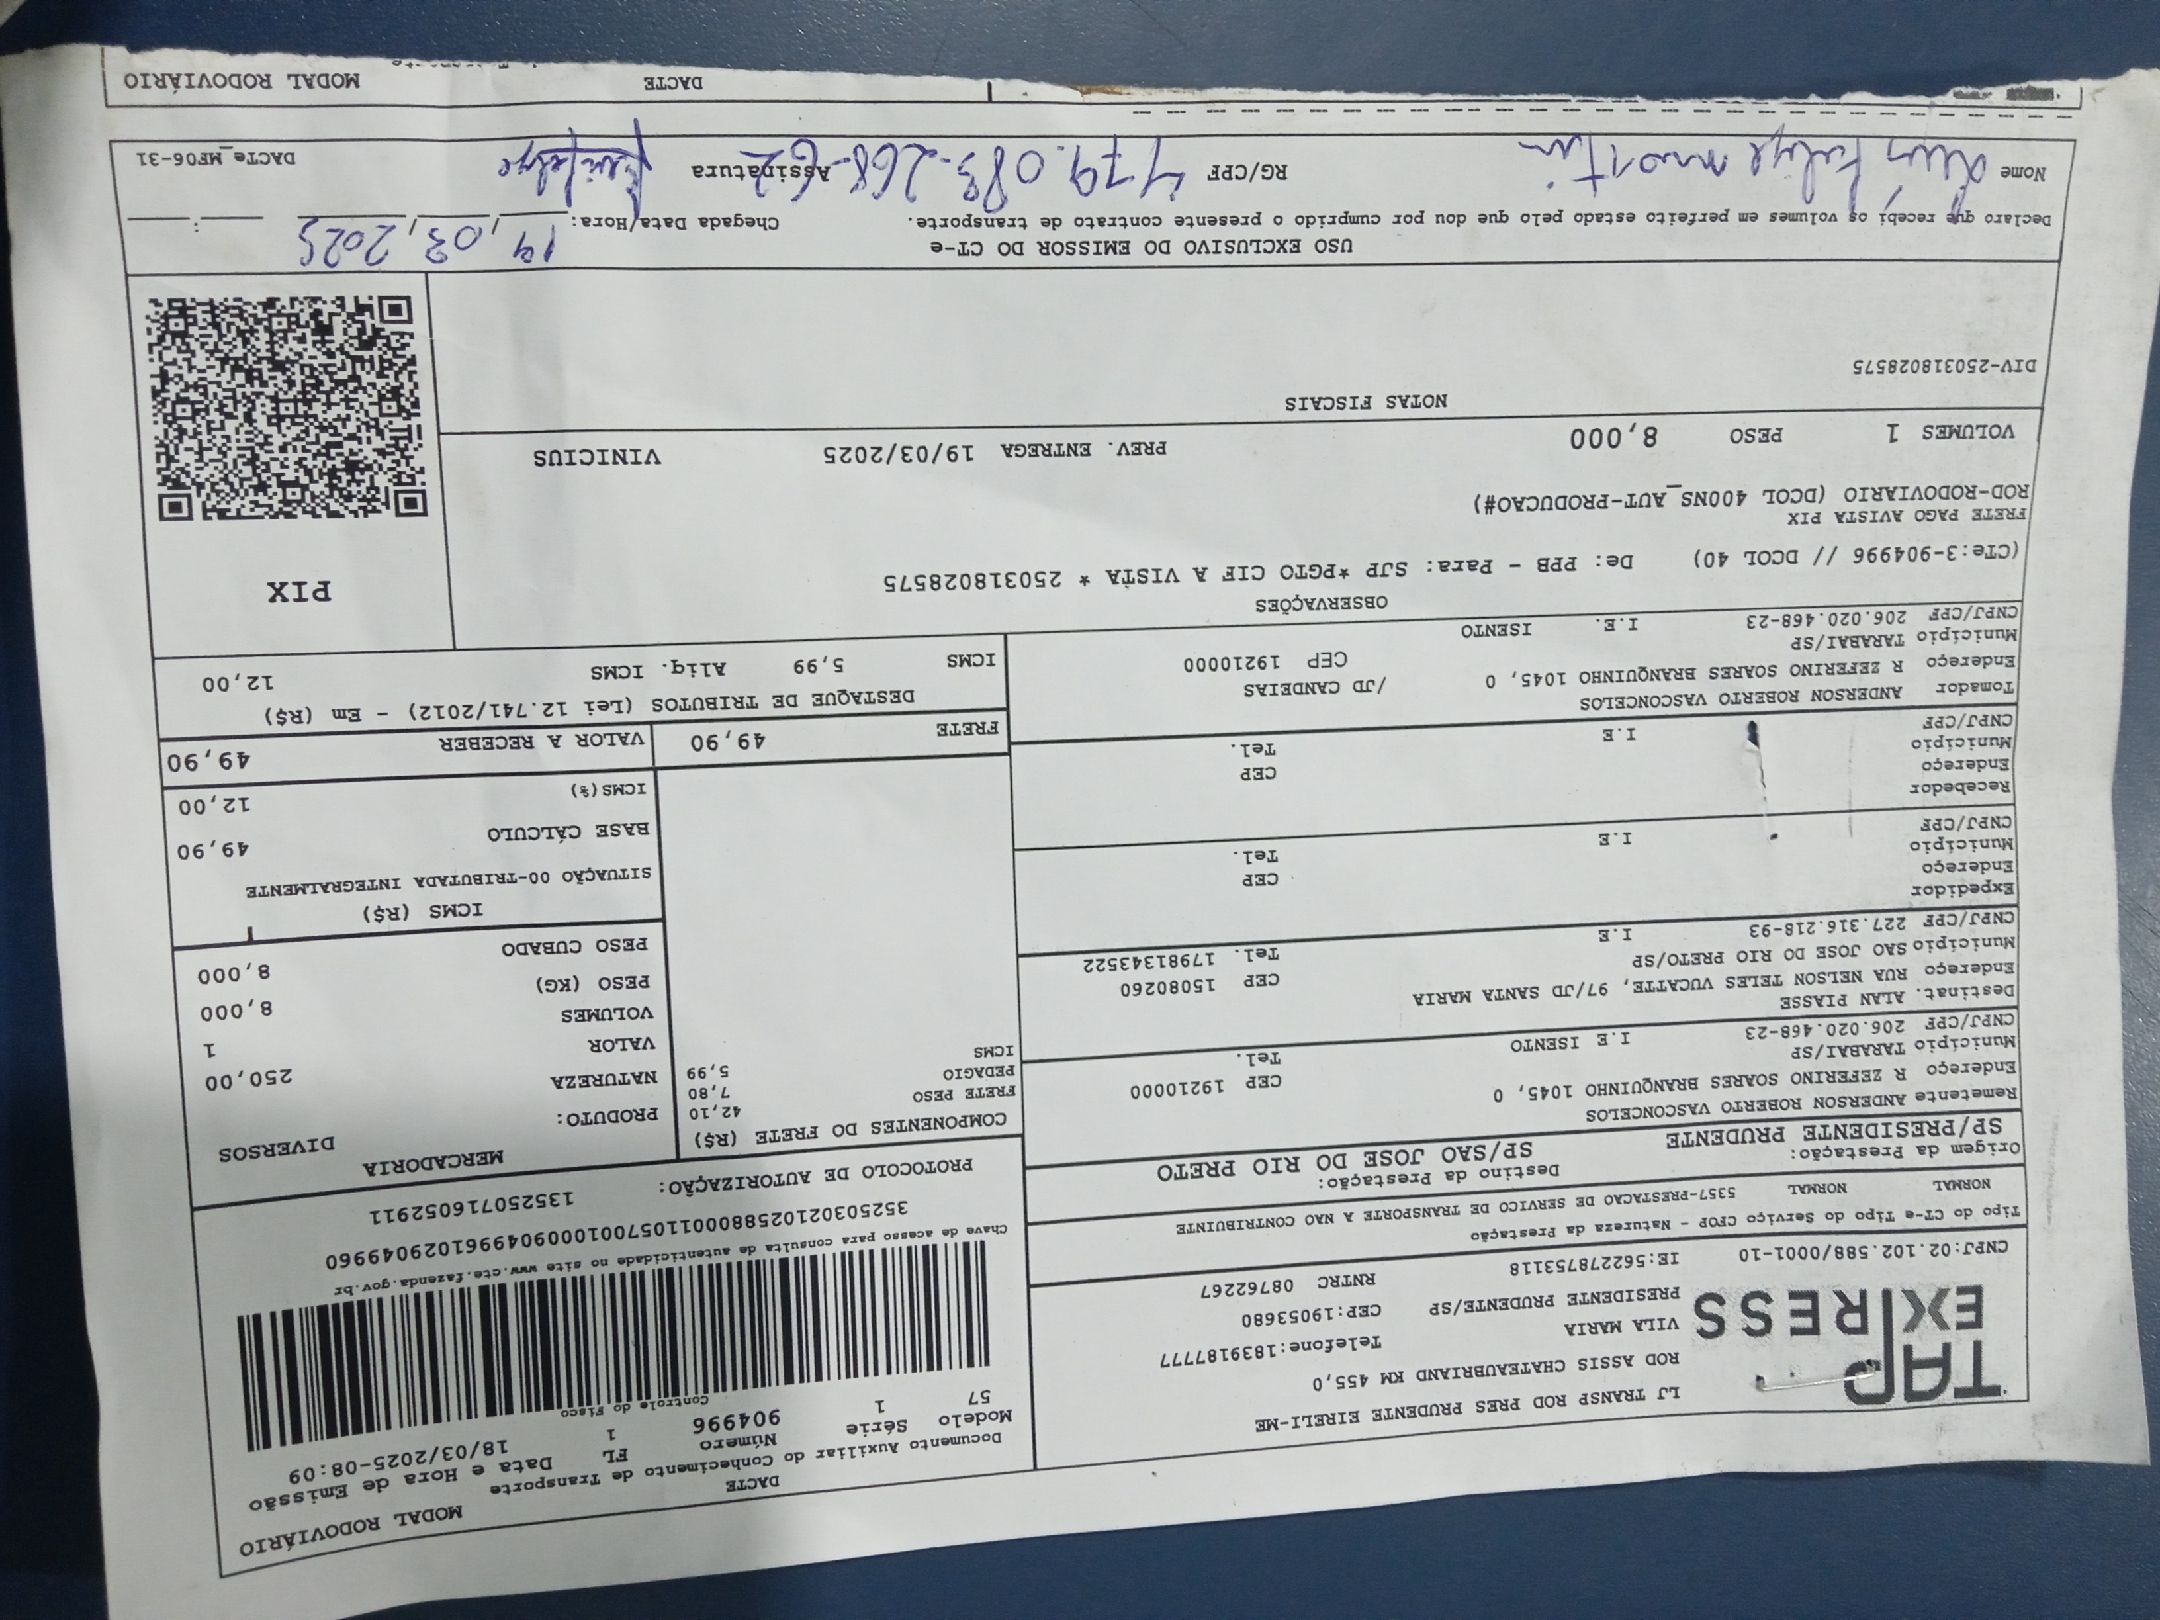 TAP
EXPRESS
LJ TRANSP ROD PRES PRUDENTE EIRELI-ME
ROD ASSIS CHATEAUBRIAND KM 455,0
VILA MARIA Telefone:1839187777
PRESIDENTE PRUDENTE/SP CEP:19053680
CNPJ:02.102.588/0001-10 IE:562278753118 RNTRC 08762267
DACTE MODAL RODOVIÁRIO
Documento Auxiliar do Conhecimento de Transporte
Modelo Série Número FL Data e Hora de Emissão
57 1 904996 1 18/03/2025-08:09
Controle do Fisco
Chave de acesso para consulta de autenticidade no site www.cte.fazenda.gov.br
35250302102588000110570010009049961029049960
PROTOCOLO DE AUTORIZAÇÃO: 135250716052911
Tipo do CT-e Tipo do Serviço CFOP - Natureza da Prestação
NORMAL NORMAL 5357-PRESTACAO DE SERVICO DE TRANSPORTE A NAO CONTRIBUINTE
Origem da Prestação: Destino da Prestação:
SP/PRESIDENTE PRUDENTE SP/SAO JOSE DO RIO PRETO
Remetente ANDERSON ROBERTO VASCONCELOS
Endereço R ZEFERINO SOARES BRANQUINHO 1045, 0 CEP 19210000
Município TARABAI/SP Tel.
CNPJ/CPF 206.020.468-23 I.E ISENTO
Destinat. ALAN PIASSE
Endereço RUA NELSON TELES VUCATTE, 97/JD SANTA MARIA CEP 15080260
Município SAO JOSE DO RIO PRETO/SP Tel. 17981343522
CNPJ/CPF 227.316.218-93 I.E
Expedidor
Endereço CEP
Município Tel.
CNPJ/CPF I.E
Recebedor
Endereço CEP
Município Tel.
CNPJ/CPF I.E
Tomador ANDERSON ROBERTO VASCONCELOS
Endereço R ZEFERINO SOARES BRANQUINHO 1045, 0 /JD CANDEIAS
Município TARABAI/SP CEP 19210000
CNPJ/CPF 206.020.468-23 I.E. ISENTO
COMPONENTES DO FRETE (R$)
FRETE PESO 42,10
PEDAGIO 7,80
ICMS 5,99
MERCADORIA
PRODUTO: DIVERSOS
NATUREZA
VALOR 250,00
VOLUMES 1
PESO (KG) 8,000
PESO CUBADO 8,000
ICMS (R$)
SITUAÇÃO 00-TRIBUTADA INTEGRALMENTE
BASE CÁLCULO 49,90
ICMS(%) 12,00
FRETE 49,90 VALOR A RECEBER 49,90
DESTAQUE DE TRIBUTOS (Lei 12.741/2012) - Em (R$)
ICMS 5,99 Aliq. ICMS 12,00
OBSERVAÇÕES
(CTe:3-904996 // DCOL 40) De: PPB - Para: SJP *PGTO CIF A VISTA * 250318028575
FRETE PAGO AVISTA PIX
ROD-RODOVIARIO (DCOL 400NS_AUT-PRODUCAO#)
VOLUMES 1 PESO 8,000 PREV. ENTREGA 19/03/2025 VINICIUS
PIX
NOTAS FISCAIS
DIV-250318028575
USO EXCLUSIVO DO EMISSOR DO CT-e
Declaro que recebi os volumes em perfeito estado pelo que dou por cumprido o presente contrato de transporte. Chegada Data/Hora: 19/03/2025 :
Nome Luis Felipe martin RG/CPF 479.083.268-62 Assinatura DACTe_MF06-31
DACTE MODAL RODOVIÁRIO